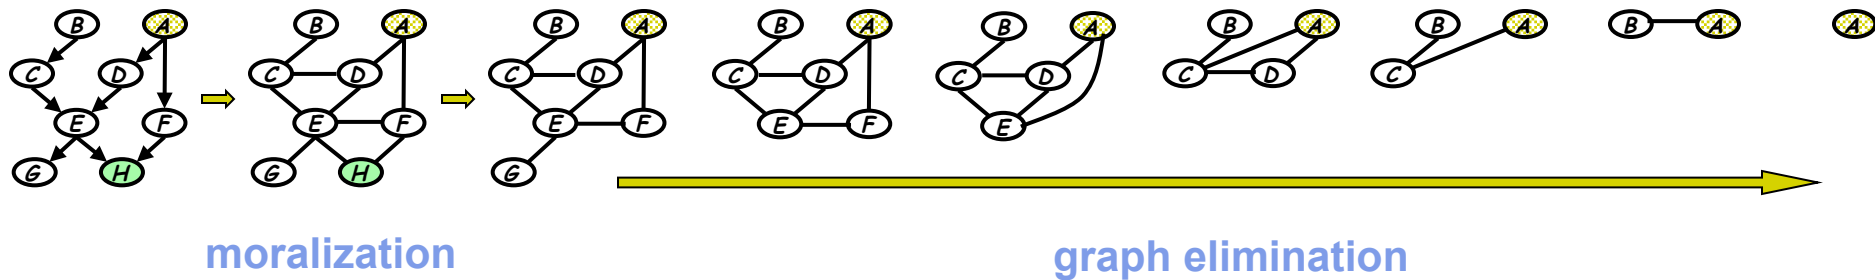 B A B A B A B A B A B A B A B A A
C D C D C D C D C D C D C
E F E F E F E F E
G H G H G
moralization graph elimination